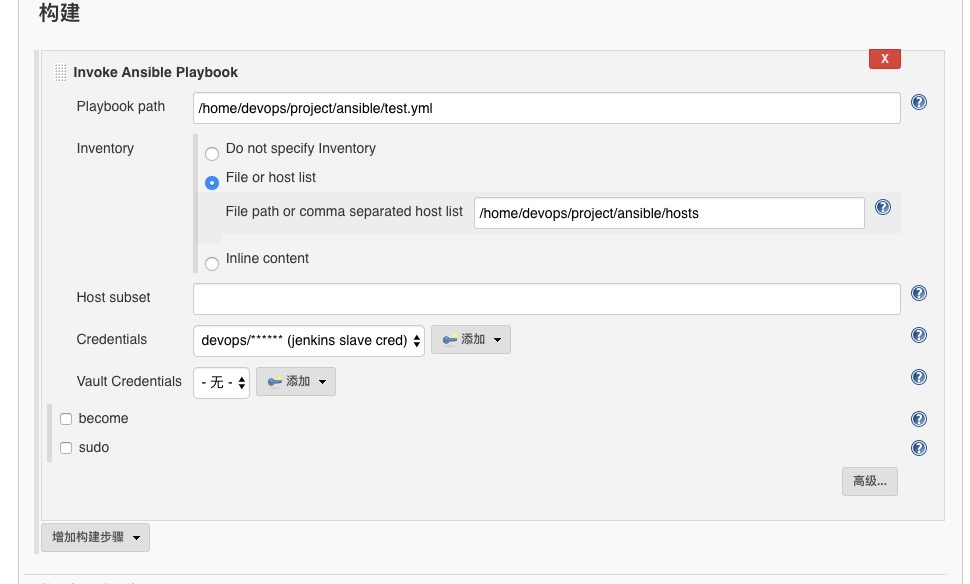 构建
X
Invoke Ansible Playbook
Playbook path /home/devops/project/ansible/test.yml
Inventory Do not specify Inventory
File or host list
File path or comma separated host list /home/devops/project/ansible/hosts
Inline content
Host subset
Credentials devops/****** (jenkins slave cred) 添加
Vault Credentials - 无 - 添加
become
sudo
高级...
增加构建步骤